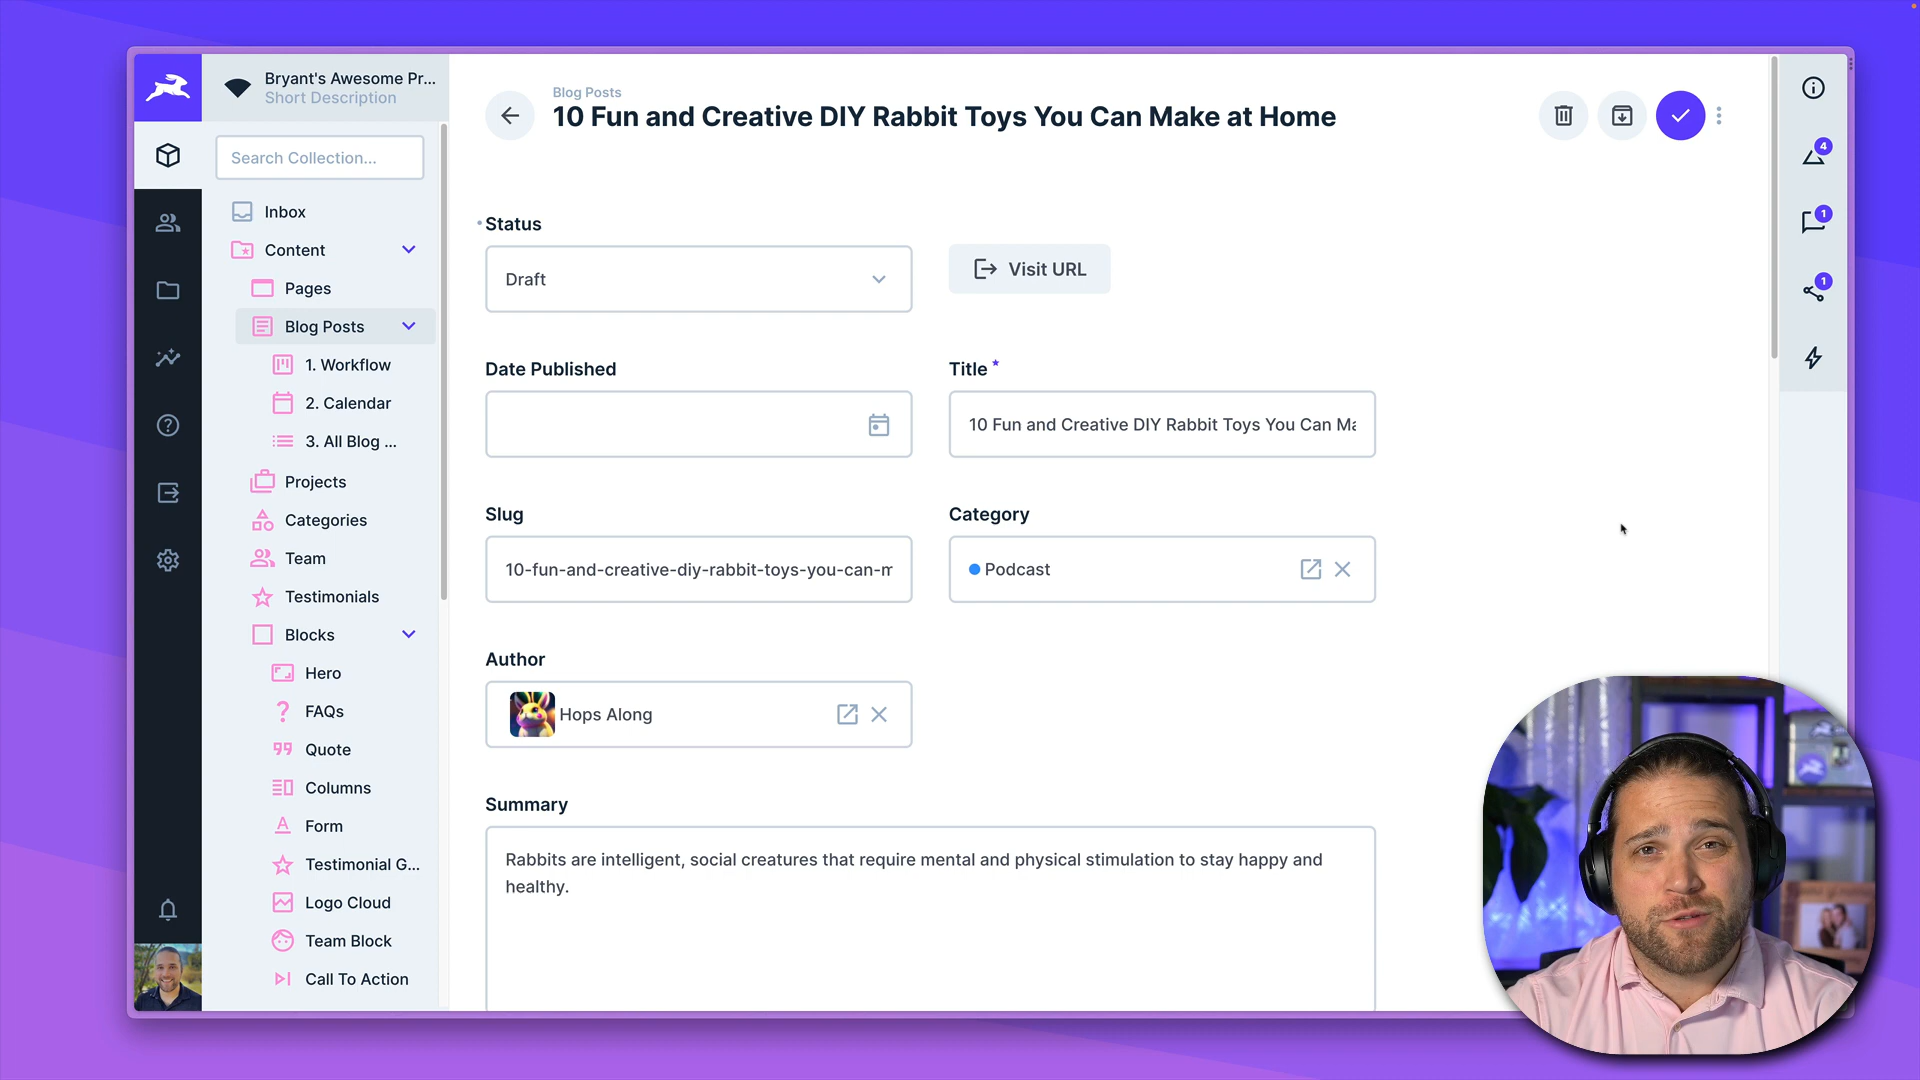 Bryant's Awesome Pr...
Short Description
Search Collection...
Inbox
Content
Pages
Blog Posts
1. Workflow
2. Calendar
3. All Blog ...
Projects
Categories
Team
Testimonials
Blocks
Hero
FAQs
Quote
Columns
Form
Testimonial G...
Logo Cloud
Team Block
Call To Action
Blog Posts
10 Fun and Creative DIY Rabbit Toys You Can Make at Home
Status
Draft
Visit URL
Date Published
Title *
10 Fun and Creative DIY Rabbit Toys You Can Ma
Slug
10-fun-and-creative-diy-rabbit-toys-you-can-m
Category
Podcast
Author
Hops Along
Summary
Rabbits are intelligent, social creatures that require mental and physical stimulation to stay happy and
healthy.
4
1
1